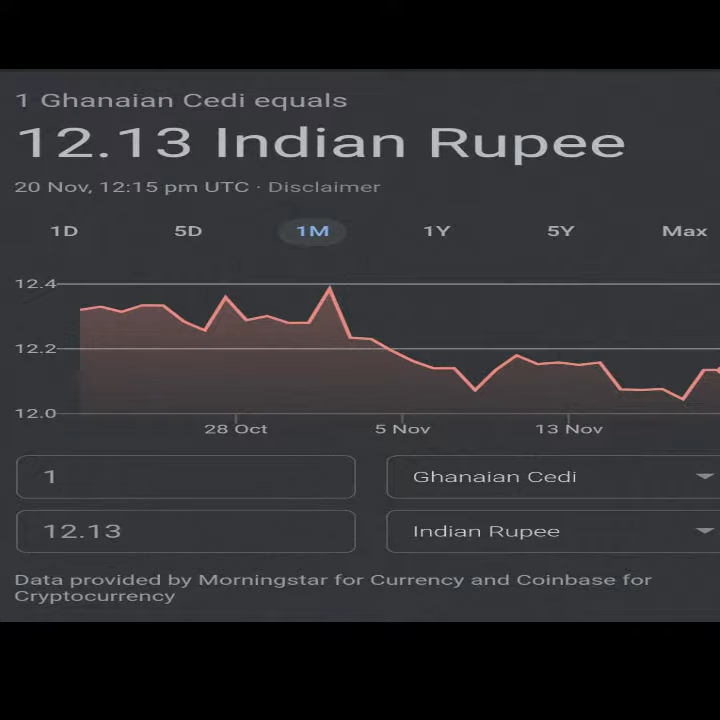 1 Ghanaian Cedi equals
12.13 Indian Rupee
20 Nov, 12:15 pm UTC · Disclaimer
1D 5D 1M 1Y 5Y Max
12.4
12.2
12.0
28 Oct 5 Nov 13 Nov
1 Ghanaian Cedi
12.13 Indian Rupee
Data provided by Morningstar for Currency and Coinbase for
Cryptocurrency